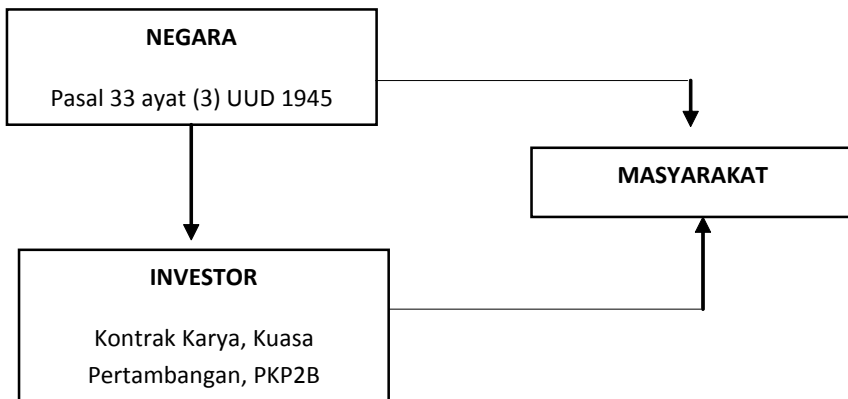 NEGARA
Pasal 33 ayat (3) UUD 1945
MASYARAKAT
INVESTOR
Kontrak Karya, Kuasa
Pertambangan, PKP2B